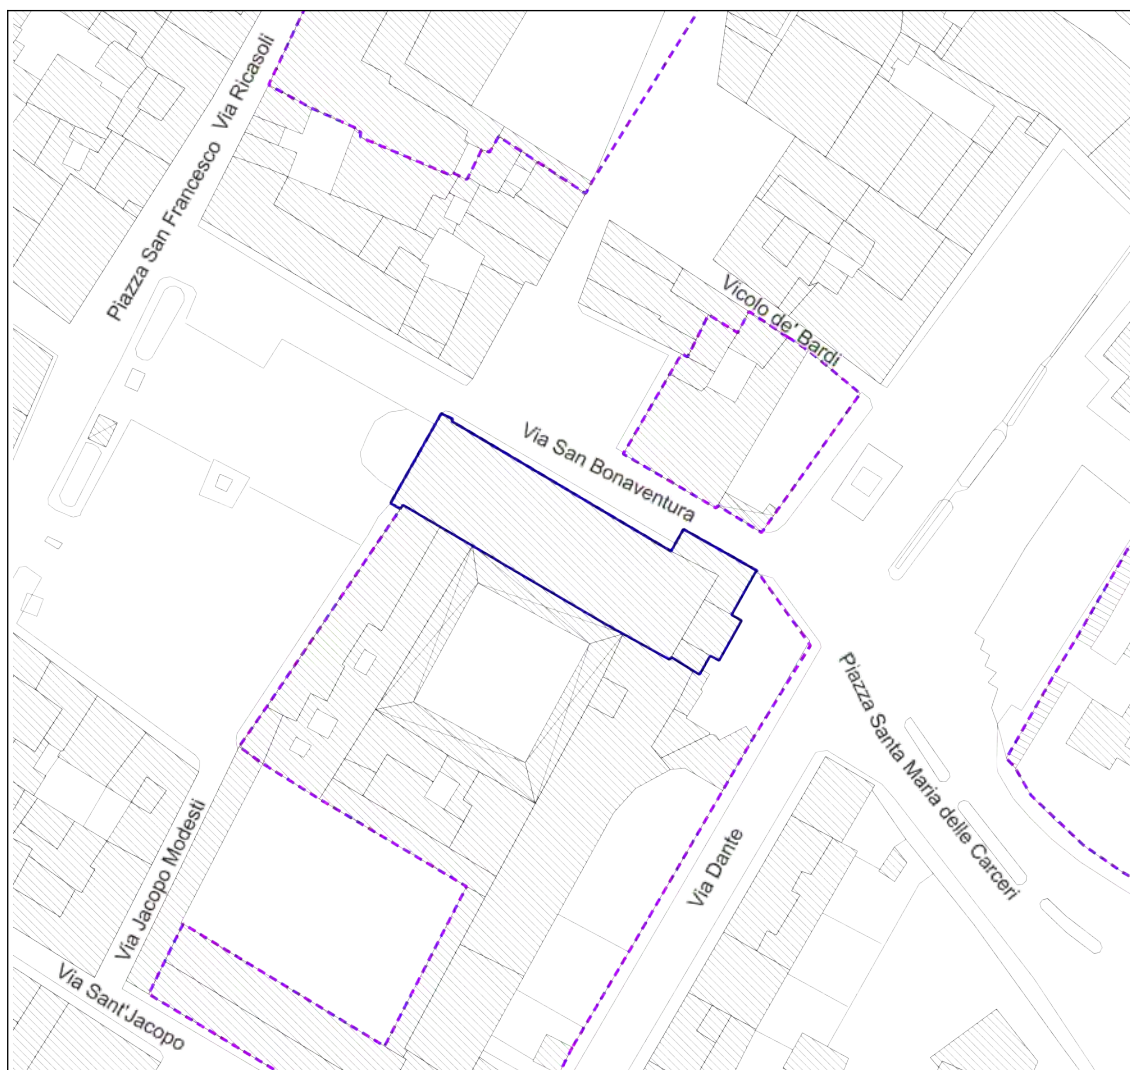 Via Ricasoli
Piazza San Francesco
Vicolo de' Bardi
Via San Bonaventura
Piazza Santa Maria delle Carceri
Via Dante
Via Jacopo Modesti
Via Sant'Jacopo